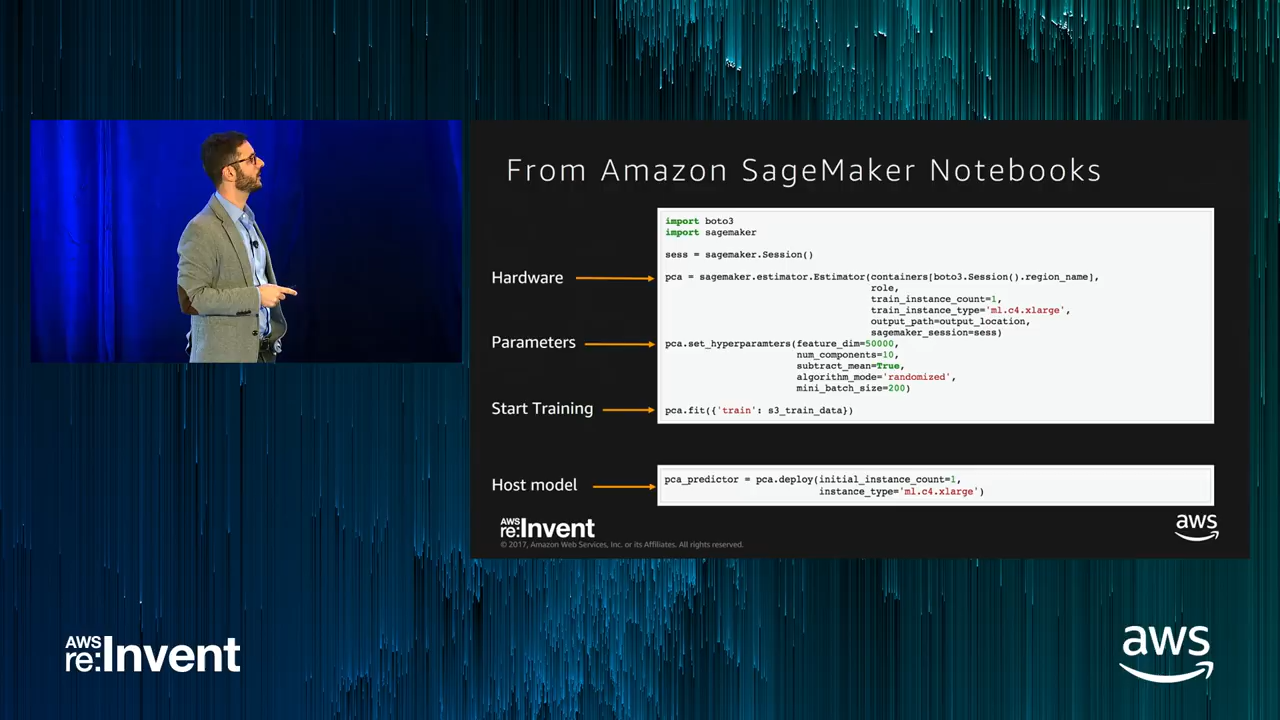 From Amazon SageMaker Notebooks
Hardware
Parameters
Start Training
Host model
import boto3
import sagemaker
sess = sagemaker.Session()
pca = sagemaker.estimator.Estimator(containers[boto3.Session().region_name],
role,
train_instance_count=1,
train_instance_type='ml.c4.xlarge',
output_path=output_location,
sagemaker_session=sess)
pca.set_hyperparamters(feature_dim=50000,
num_components=10,
subtract_mean=True,
algorithm_mode='randomized',
mini_batch_size=200)
pca.fit({'train': s3_train_data})
pca_predictor = pca.deploy(initial_instance_count=1,
instance_type='ml.c4.xlarge')
AWS
re:Invent
© 2017, Amazon Web Services, Inc. or its Affiliates. All rights reserved.
aws
AWS
re:Invent
aws